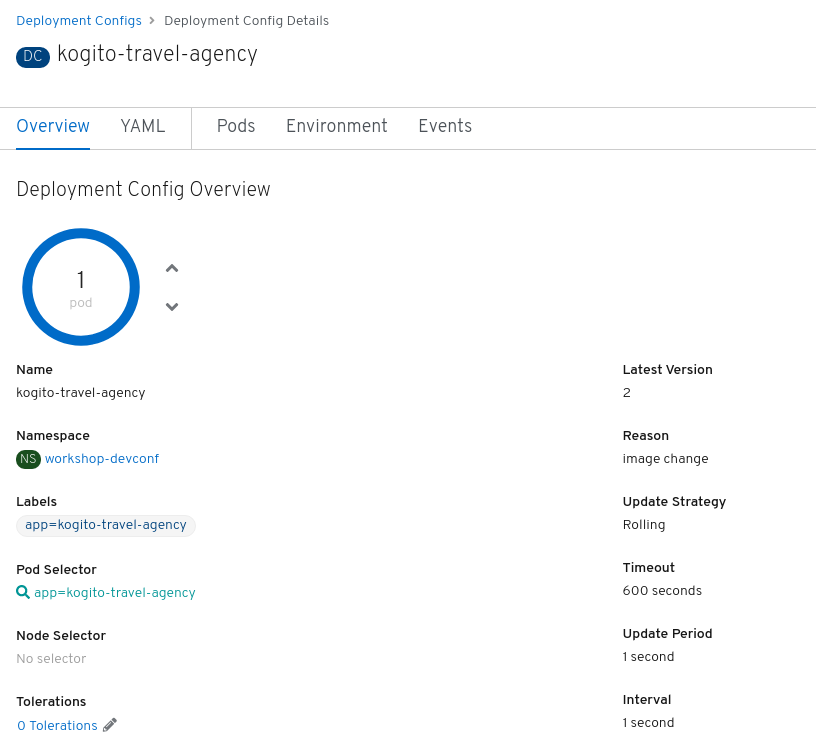 Deployment Configs > Deployment Config Details
DC kogito-travel-agency
Overview YAML Pods Environment Events
Deployment Config Overview
1
pod
Name
kogito-travel-agency
Namespace
NS workshop-devconf
Labels
app=kogito-travel-agency
Pod Selector
app=kogito-travel-agency
Node Selector
No selector
Tolerations
0 Tolerations
Latest Version
2
Reason
image change
Update Strategy
Rolling
Timeout
600 seconds
Update Period
1 second
Interval
1 second